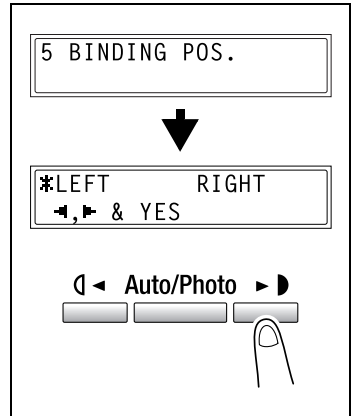 5 BINDING POS.
*LEFT RIGHT
◄,► & YES
◄ Auto/Photo ►